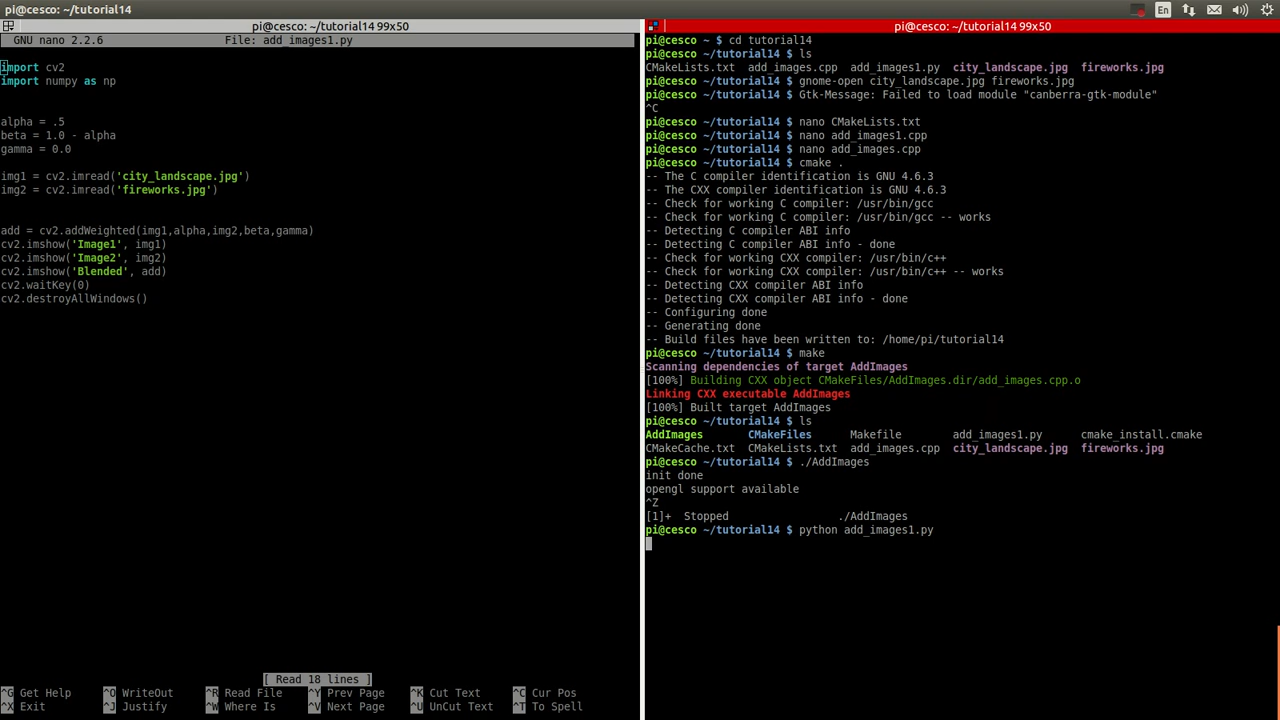 pi@cesco: ~/tutorial14
En
pi@cesco: ~/tutorial14 99x50
GNU nano 2.2.6 File: add_images1.py
import cv2
import numpy as np
alpha = .5
beta = 1.0 - alpha
gamma = 0.0
img1 = cv2.imread('city_landscape.jpg')
img2 = cv2.imread('fireworks.jpg')
add = cv2.addWeighted(img1,alpha,img2,beta,gamma)
cv2.imshow('Image1', img1)
cv2.imshow('Image2', img2)
cv2.imshow('Blended', add)
cv2.waitKey(0)
cv2.destroyAllWindows()
[ Read 18 lines ]
^G Get Help ^O WriteOut ^R Read File ^Y Prev Page ^K Cut Text ^C Cur Pos
^X Exit ^J Justify ^W Where Is ^V Next Page ^U UnCut Text ^T To Spell
pi@cesco: ~/tutorial14 99x50
pi@cesco ~ $ cd tutorial14
pi@cesco ~/tutorial14 $ ls
CMakeLists.txt add_images.cpp add_images1.py city_landscape.jpg fireworks.jpg
pi@cesco ~/tutorial14 $ gnome-open city_landscape.jpg fireworks.jpg
pi@cesco ~/tutorial14 $ Gtk-Message: Failed to load module "canberra-gtk-module"
^C
pi@cesco ~/tutorial14 $ nano CMakeLists.txt
pi@cesco ~/tutorial14 $ nano add_images1.cpp
pi@cesco ~/tutorial14 $ nano add_images.cpp
pi@cesco ~/tutorial14 $ cmake .
-- The C compiler identification is GNU 4.6.3
-- The CXX compiler identification is GNU 4.6.3
-- Check for working C compiler: /usr/bin/gcc
-- Check for working C compiler: /usr/bin/gcc -- works
-- Detecting C compiler ABI info
-- Detecting C compiler ABI info - done
-- Check for working CXX compiler: /usr/bin/c++
-- Check for working CXX compiler: /usr/bin/c++ -- works
-- Detecting CXX compiler ABI info
-- Detecting CXX compiler ABI info - done
-- Configuring done
-- Generating done
-- Build files have been written to: /home/pi/tutorial14
pi@cesco ~/tutorial14 $ make
Scanning dependencies of target AddImages
[100%] Building CXX object CMakeFiles/AddImages.dir/add_images.cpp.o
Linking CXX executable AddImages
[100%] Built target AddImages
pi@cesco ~/tutorial14 $ ls
AddImages CMakeFiles Makefile add_images1.py cmake_install.cmake
CMakeCache.txt CMakeLists.txt add_images.cpp city_landscape.jpg fireworks.jpg
pi@cesco ~/tutorial14 $ ./AddImages
init done
opengl support available
^Z
[1]+ Stopped ./AddImages
pi@cesco ~/tutorial14 $ python add_images1.py